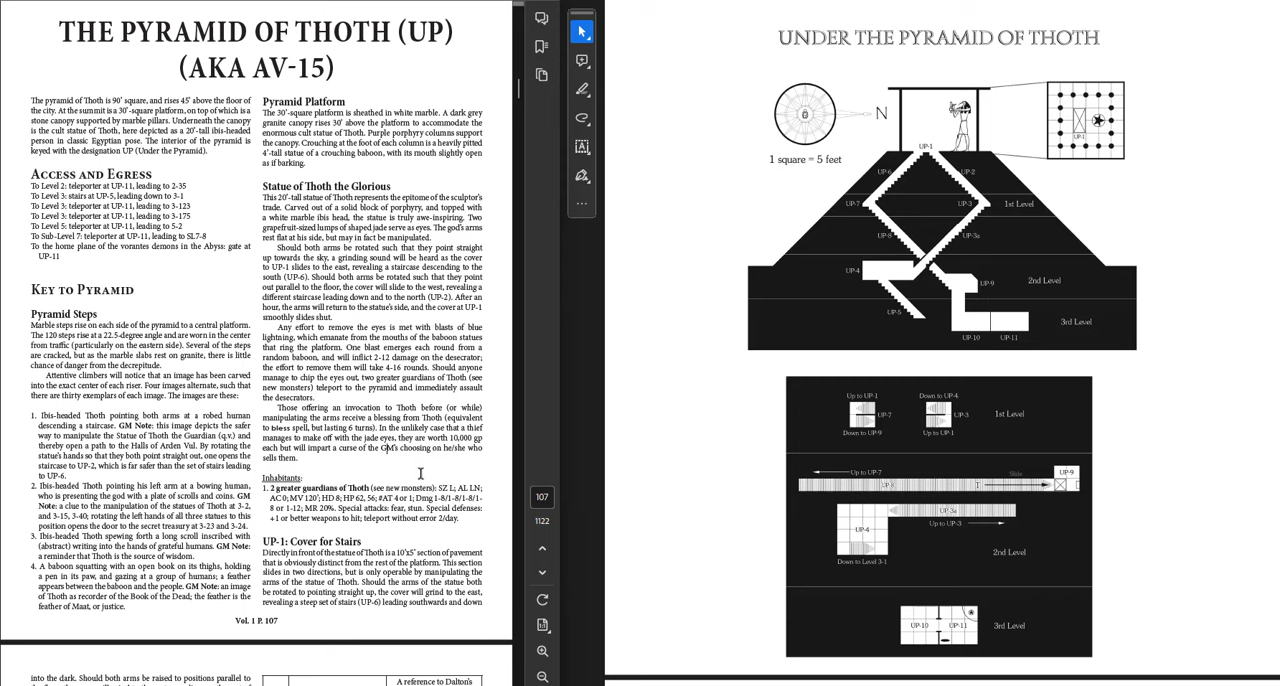 THE PYRAMID OF THOTH (UP)
(AKA AV-15)
The pyramid of Thoth is 90' square, and rises 45' above the floor of
the city. At the summit is a 30'-square platform, on top of which is a
stone canopy supported by marble pillars. Underneath the canopy
is the cult statue of Thoth, here depicted as a 20'-tall ibis-headed
person in classic Egyptian pose. The interior of the pyramid is
keyed with the designation UP (Under the Pyramid).
ACCESS AND EGRESS
To Level 2: teleporter at UP-11, leading to 2-35
To Level 3: stairs at UP-5, leading down to 3-1
To Level 3: teleporter at UP-11, leading to 3-123
To Level 3: teleporter at UP-11, leading to 3-175
To Level 5: teleporter at UP-11, leading to 5-2
To Sub-Level 7: teleporter at UP-11, leading to SL7-8
To the home plane of the vorantes demons in the Abyss: gate at
UP-11
KEY TO PYRAMID
Pyramid Steps
Marble steps rise on each side of the pyramid to a central platform.
The 120 steps rise at a 22.5-degree angle and are worn in the center
from traffic (particularly on the eastern side). Several of the steps
are cracked, but as the marble slabs rest on granite, there is little
chance of danger from the decrepitude.
Attentive climbers will notice that an image has been carved
into the exact center of each riser. Four images alternate, such that
there are thirty exemplars of each image. The images are these:
1. Ibis-headed Thoth pointing both arms at a robed human
descending a staircase. GM Note: this image depicts the safer
way to manipulate the Statue of Thoth the Guardian (q.v.) and
thereby open a path to the Halls of Arden Vul. By rotating the
statue's hands so that they both point straight out, one opens the
staircase to UP-2, which is far safer than the set of stairs leading
to UP-6.
2. Ibis-headed Thoth pointing his left arm at a bowing human,
who is presenting the god with a plate of scrolls and coins. GM
Note: a clue to the manipulation of the statues of Thoth at 3-2,
and 3-15, 3-40; rotating the left hands of all three statues to this
position opens the door to the secret treasury at 3-23 and 3-24.
3. Ibis-headed Thoth spewing forth a long scroll inscribed with
(abstract) writing into the hands of grateful humans. GM Note:
a reminder that Thoth is the source of wisdom.
4. A baboon squatting with an open book on its thighs, holding
a pen in its paw, and gazing at a group of humans; a feather
appears between the baboon and the people. GM Note: an image
of Thoth as recorder of the Book of the Dead; the feather is the
feather of Maat, or justice.
Pyramid Platform
The 30'-square platform is sheathed in white marble. A dark grey
granite canopy rises 30' above the platform to accommodate the
enormous cult statue of Thoth. Purple porphyry columns support
the canopy. Crouching at the foot of each column is a heavily pitted
4'-tall statue of a crouching baboon, with its mouth slightly open
as if barking.
Statue of Thoth the Glorious
This 20'-tall statue of Thoth represents the epitome of the sculptor's
trade. Carved out of a solid block of porphyry, and topped with
a white marble ibis head, the statue is truly awe-inspiring. Two
grapefruit-sized lumps of shaped jade serve as eyes. The god's arms
rest flat at his side, but may in fact be manipulated.
Should both arms be rotated such that they point straight
up towards the sky, a grinding sound will be heard as the cover
to UP-1 slides to the east, revealing a staircase descending to the
south (UP-6). Should both arms be rotated such that they point
out parallel to the floor, the cover will slide to the west, revealing a
different staircase leading down and to the north (UP-2). After an
hour, the arms will return to the statue's side, and the cover at UP-1
smoothly slides shut.
Any effort to remove the eyes is met with blasts of blue
lightning, which emanate from the mouths of the baboon statues
that ring the platform. One blast emerges each round from a
random baboon, and will inflict 2-12 damage on the desecrator;
the effort to remove them will take 4-16 rounds. Should anyone
manage to chip the eyes out, two greater guardians of Thoth (see
new monsters) teleport to the pyramid and immediately assault
the desecrators.
Those offering an invocation to Thoth before (or while)
manipulating the arms receive a blessing from Thoth (equivalent
to bless spell, but lasting 6 turns). In the unlikely case that a thief
manages to make off with the jade eyes, they are worth 10,000 gp
each but will impart a curse of the GM's choosing on he/she who
sells them.
Inhabitants:
1. 2 greater guardians of Thoth (see new monsters): SZ L; AL LN;
AC 0; MV 120'; HD 8; HP 62, 56; #AT 4 or 1; Dmg 1-8/1-8/1-8/1-
8 or 1-12; MR 20%. Special attacks: fear, stun. Special defenses:
+1 or better weapons to hit; teleport without error 2/day.
UP-1: Cover for Stairs
Directly in front of the statue of Thoth is a 10'x5' section of pavement
that is obviously distinct from the rest of the platform. This section
slides in two directions, but is only operable by manipulating the
arms of the statue of Thoth. Should the arms of the statue both
be rotated to pointing straight up, the cover will grind to the east,
revealing a steep set of stairs (UP-6) leading southwards and down
Vol. 1 P. 107
into the dark. Should both arms be raised to positions parallel to
A reference to Dalton's
107
1122
UNDER THE PYRAMID OF THOTH
N
1 square = 5 feet
UP-1
UP-1
UP-6
UP-2
UP-7
UP-3
1st Level
UP-8
UP-3a
UP-4
UP-9
2nd Level
UP-5
3rd Level
UP-10
UP-11
Up to UP-1
Down to UP-4
UP-7
UP-3
1st Level
Down to UP-9
Up to UP-1
Up to UP-7
Slide
UP-9
UP-8
T
UP-3a
UP-4
Up to UP-3
2nd Level
Down to Level 3-1
UP-10
UP-11
3rd Level